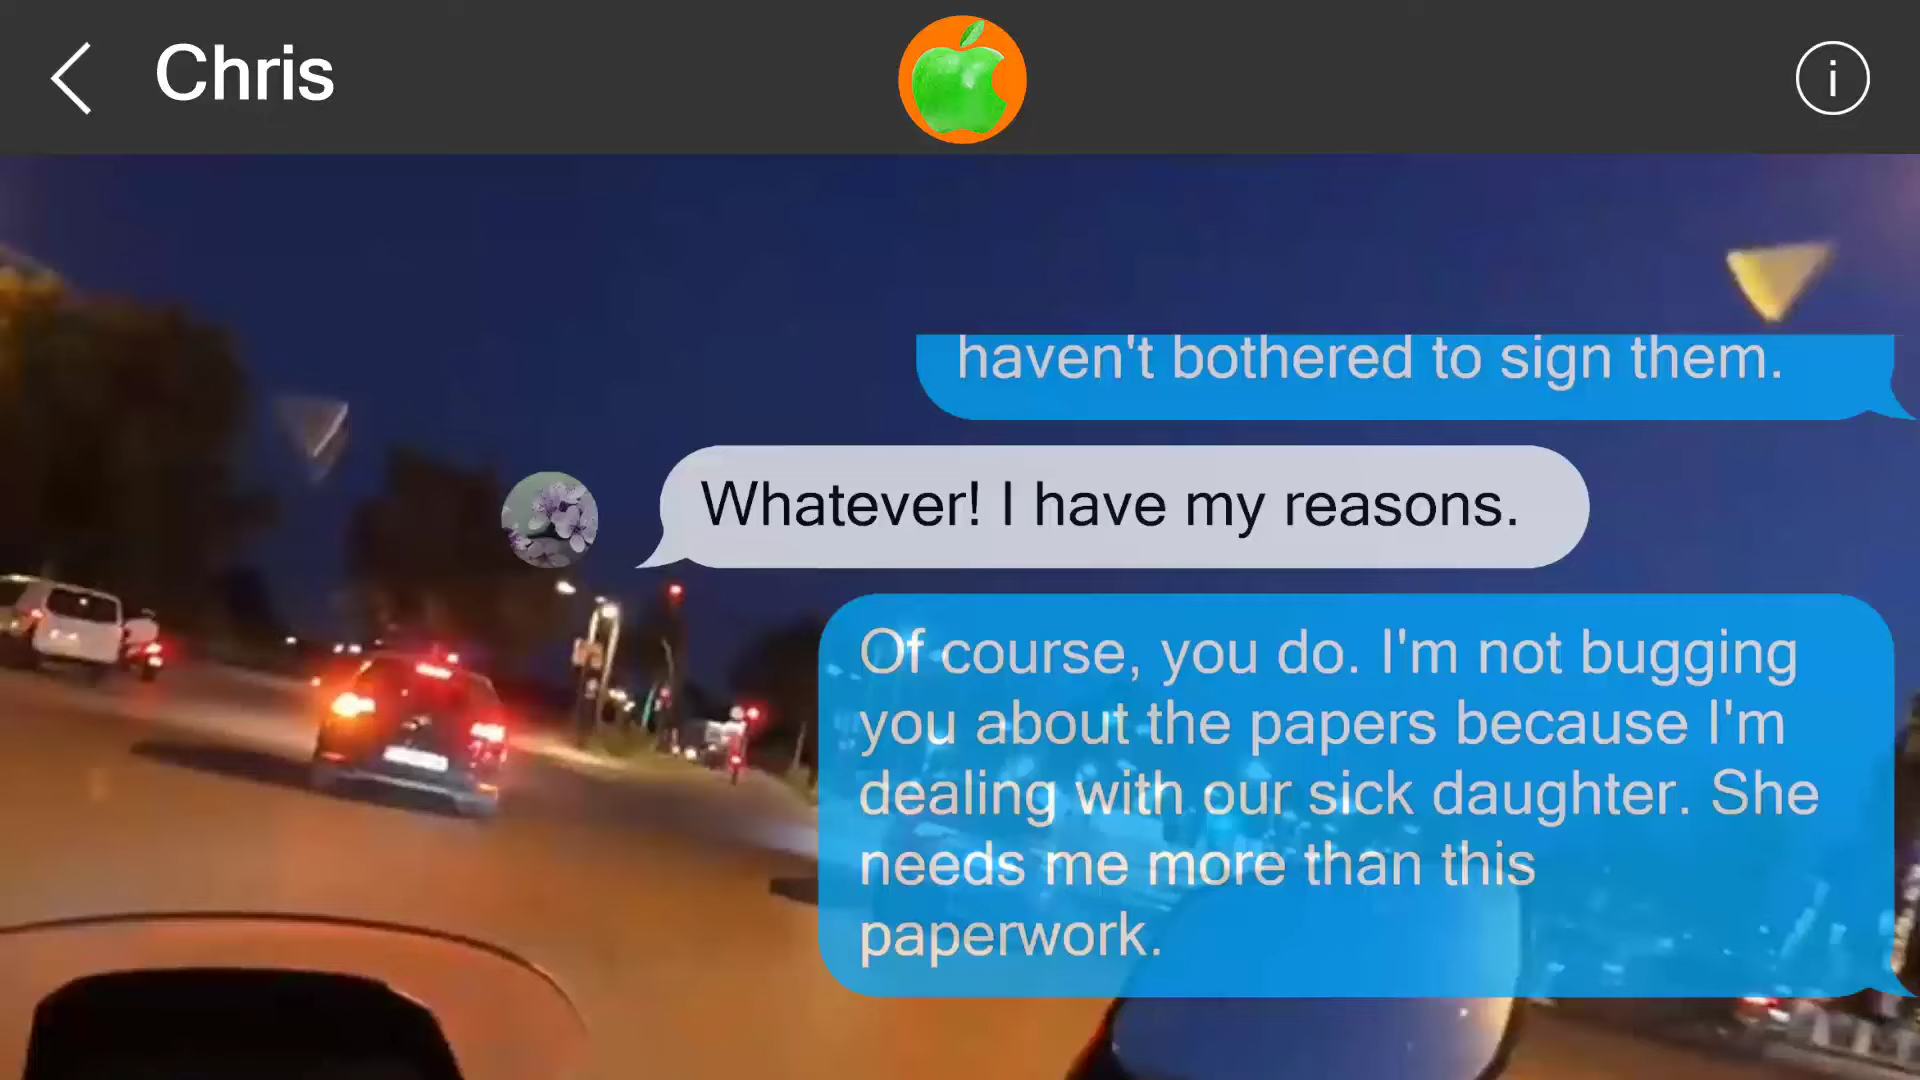 Chris
i
haven't bothered to sign them.
Whatever! I have my reasons.
Of course, you do. I'm not bugging
you about the papers because I'm
dealing with our sick daughter. She
needs me more than this
paperwork.